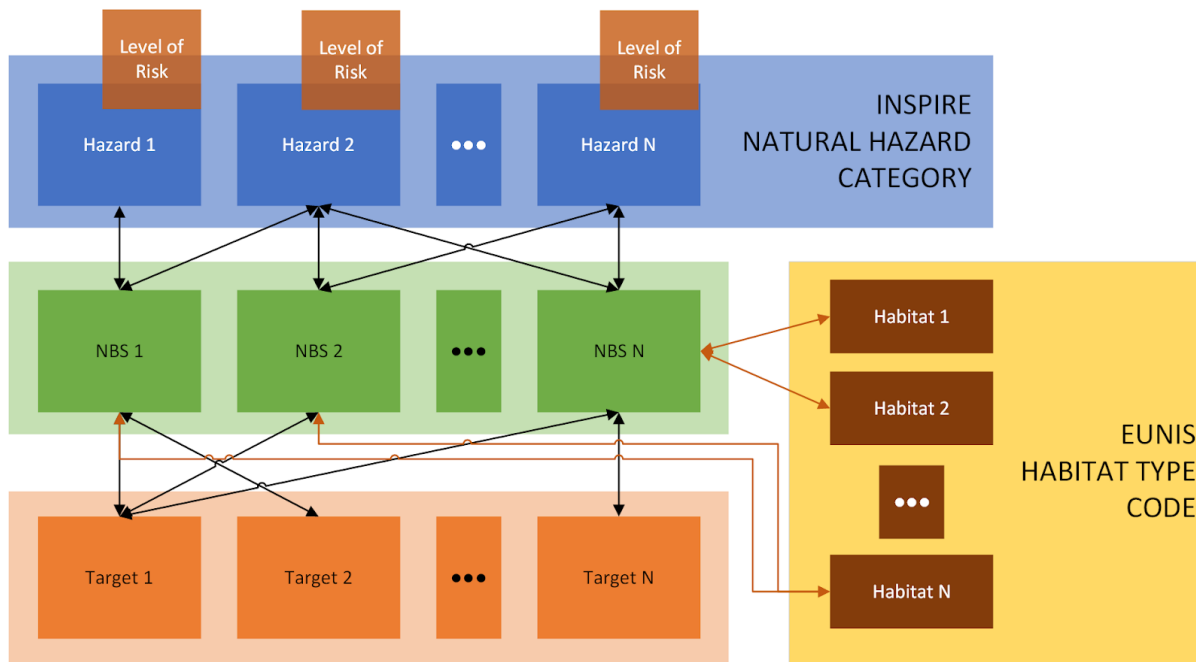 Level of
Risk
Level of
Risk
Level of
Risk
Hazard 1
Hazard 2
•••
Hazard N
INSPIRE
NATURAL HAZARD
CATEGORY
NBS 1
NBS 2
•••
NBS N
Habitat 1
Habitat 2
•••
Habitat N
EUNIS
HABITAT TYPE
CODE
Target 1
Target 2
•••
Target N